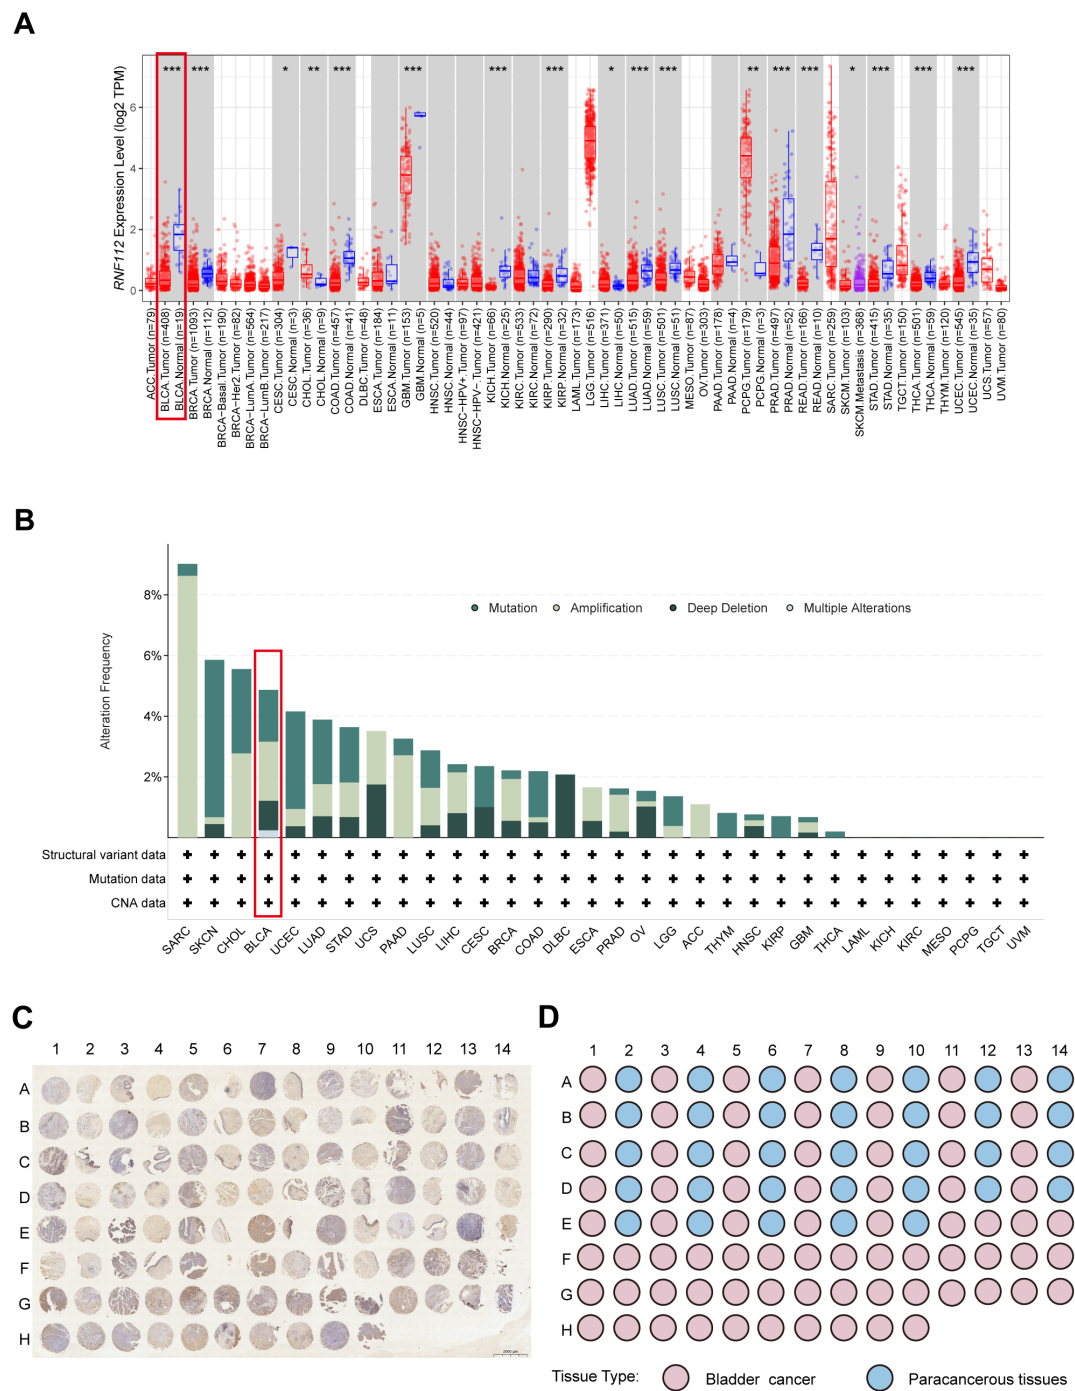 A
RNF112 Expression Level (log2 TPM)
6
4
2
0
*** *** * ** *** *** *** *** * *** *** ** *** *** * *** *** ***
ACC.Tumor (n=79)
BLCA.Tumor (n=408)
BLCA.Normal (n=19)
BRCA.Tumor (n=1093)
BRCA.Normal (n=112)
BRCA-Basal.Tumor (n=190)
BRCA-Her2.Tumor (n=82)
BRCA-LumA.Tumor (n=564)
BRCA-LumB.Tumor (n=217)
CESC.Tumor (n=304)
CESC.Normal (n=3)
CHOL.Tumor (n=36)
CHOL.Normal (n=9)
COAD.Tumor (n=457)
COAD.Normal (n=41)
DLBC.Tumor (n=48)
ESCA.Tumor (n=184)
ESCA.Normal (n=11)
GBM.Tumor (n=153)
GBM.Normal (n=5)
HNSC.Tumor (n=520)
HNSC.Normal (n=44)
HNSC-HPV+.Tumor (n=97)
HNSC-HPV-.Tumor (n=421)
KICH.Tumor (n=66)
KICH.Normal (n=25)
KIRC.Tumor (n=533)
KIRC.Normal (n=72)
KIRP.Tumor (n=290)
KIRP.Normal (n=32)
LAML.Tumor (n=173)
LGG.Tumor (n=516)
LIHC.Tumor (n=371)
LIHC.Normal (n=50)
LUAD.Tumor (n=515)
LUAD.Normal (n=59)
LUSC.Tumor (n=501)
LUSC.Normal (n=51)
MESO.Tumor (n=87)
OV.Tumor (n=303)
PAAD.Tumor (n=178)
PAAD.Normal (n=4)
PCPG.Tumor (n=179)
PCPG.Normal (n=3)
PRAD.Tumor (n=497)
PRAD.Normal (n=52)
READ.Tumor (n=166)
READ.Normal (n=10)
SARC.Tumor (n=259)
SKCM.Tumor (n=103)
SKCM.Metastasis (n=368)
STAD.Tumor (n=415)
STAD.Normal (n=35)
TGCT.Tumor (n=150)
THCA.Tumor (n=501)
THCA.Normal (n=59)
THYM.Tumor (n=120)
UCEC.Tumor (n=545)
UCEC.Normal (n=35)
UCS.Tumor (n=57)
UVM.Tumor (n=80)
B
Alteration Frequency
8%
6%
4%
2%
Mutation Amplification Deep Deletion Multiple Alterations
Structural variant data + + + + + + + + + + + + + + + + + + + + + + + + + + + + + + + +
Mutation data + + + + + + + + + + + + + + + + + + + + + + + + + + + + + + + +
CNA data + + + + + + + + + + + + + + + + + + + + + + + + + + + + + + + +
SARC SKCN CHOL BLCA UCEC LUAD STAD UCS PAAD LUSC LIHC CESC BRCA COAD DLBC ESCA PRAD OV LGG ACC THYM HNSC KIRP GBM THCA LAML KICH KIRC MESO PCPG TGCT UVM
C
1 2 3 4 5 6 7 8 9 10 11 12 13 14
A
B
C
D
E
F
G
H
2000 μm
D
1 2 3 4 5 6 7 8 9 10 11 12 13 14
A
B
C
D
E
F
G
H
Tissue Type: Bladder cancer Paracancerous tissues